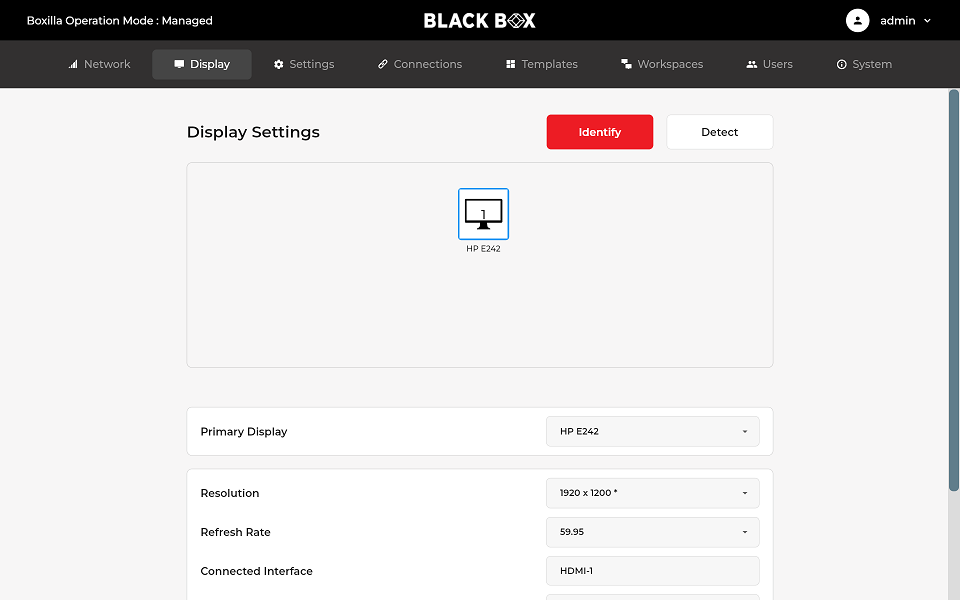 Boxilla Operation Mode : Managed
BLACK BOX
admin
Network
Display
Settings
Connections
Templates
Workspaces
Users
System
Display Settings
Identify
Detect
1
HP E242
Primary Display
HP E242
Resolution
1920 x 1200 *
Refresh Rate
59.95
Connected Interface
HDMI-1